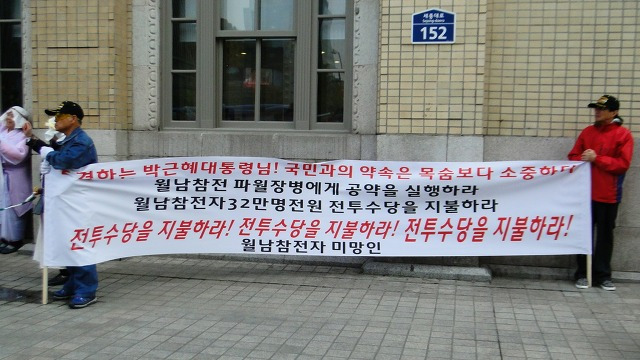 세종대로
Sejong-daero
152
경하는 박근혜대통령님! 국민과의 약속은 목숨보다 소중하다
월남참전 파월장병에게 공약을 실행하라
월남참전자32만명전원 전투수당을 지불하라
전투수당을 지불하라! 전투수당을 지불하라! 전투수당을 지불하라!
월남참전자 미망인